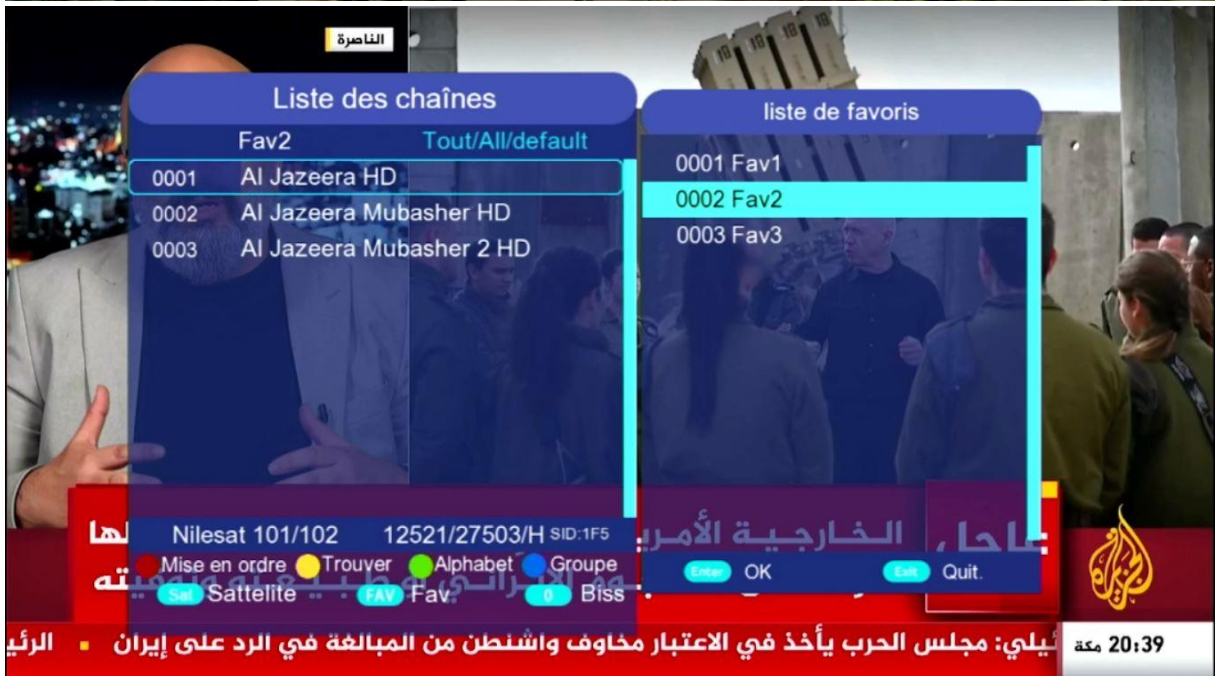 الناصرة
Liste des chaînes
Fav2 Tout/All/default
0001 Al Jazeera HD
0002 Al Jazeera Mubasher HD
0003 Al Jazeera Mubasher 2 HD
Nilesat 101/102 12521/27503/H SID:1F5
Mise en ordre Trouver Alphabet Groupe
Sat Sattelite FAV Fav 0 Biss
liste de favoris
0001 Fav1
0002 Fav2
0003 Fav3
Enter OK Exit Quit.
عاجل
الخارجية
20:39 مكة
مجلس الحرب يأخذ في الاعتبار مخاوف واشنطن من المبالغة في الرد على إيران